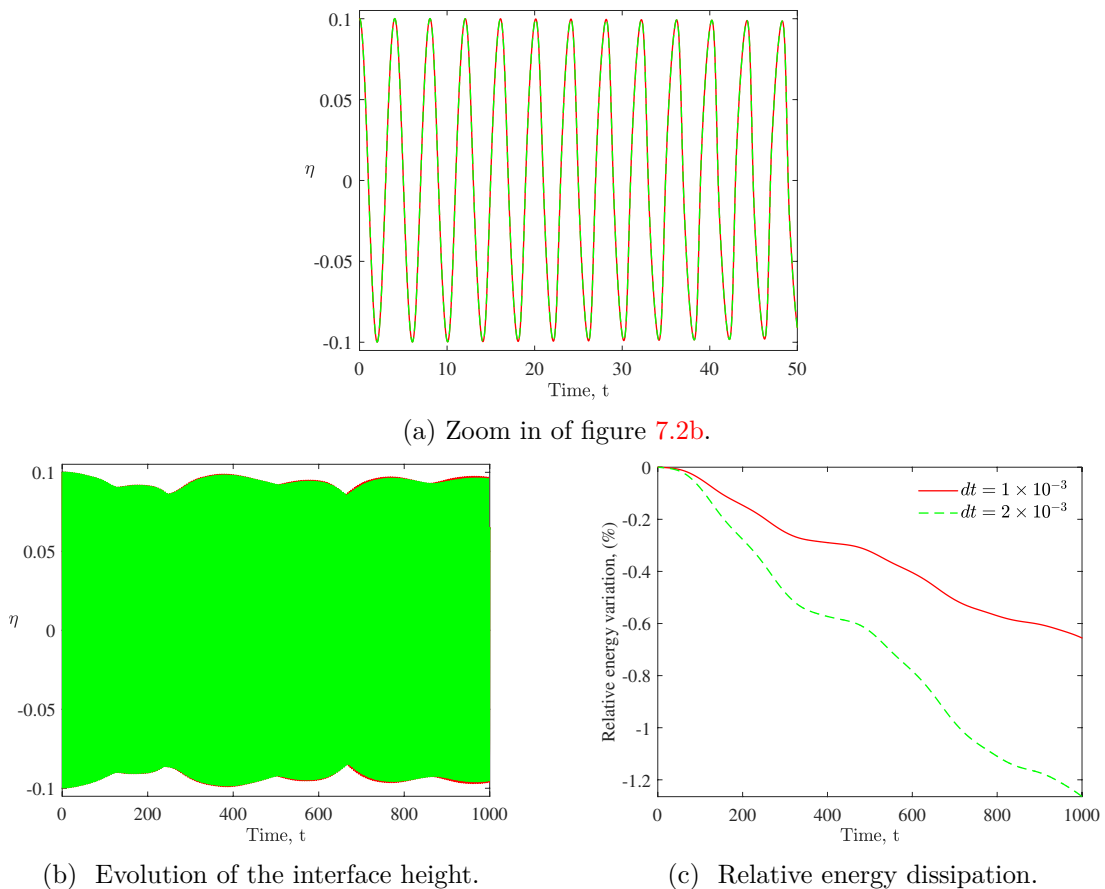 0.1
0.05
η
0
-0.05
-0.1
0 10 20 30 40 50
Time, t
(a) Zoom in of figure 7.2b.
0.1
0.05
η
0
-0.05
-0.1
0 200 400 600 800 1000
Time, t
(b) Evolution of the interface height.
0
-0.2
-0.4
-0.6
-0.8
-1
-1.2
Relative energy variation, (%)
dt = 1 × 10⁻³
dt = 2 × 10⁻³
0 200 400 600 800 1000
Time, t
(c) Relative energy dissipation.